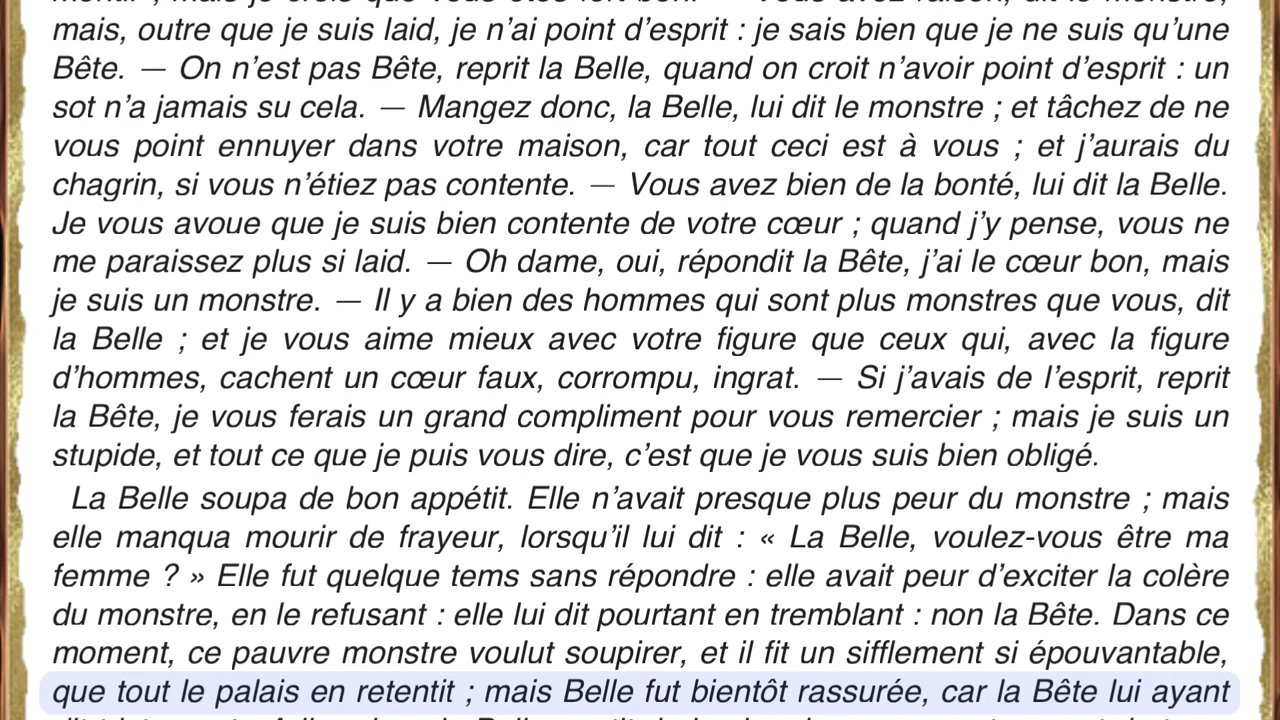 mais, outre que je suis laid, je n’ai point d’esprit : je sais bien que je ne suis qu’une
Bête. — On n’est pas Bête, reprit la Belle, quand on croit n’avoir point d’esprit : un
sot n’a jamais su cela. — Mangez donc, la Belle, lui dit le monstre ; et tâchez de ne
vous point ennuyer dans votre maison, car tout ceci est à vous ; et j’aurais du
chagrin, si vous n’étiez pas contente. — Vous avez bien de la bonté, lui dit la Belle.
Je vous avoue que je suis bien contente de votre cœur ; quand j’y pense, vous ne
me paraissez plus si laid. — Oh dame, oui, répondit la Bête, j’ai le cœur bon, mais
je suis un monstre. — Il y a bien des hommes qui sont plus monstres que vous, dit
la Belle ; et je vous aime mieux avec votre figure que ceux qui, avec la figure
d’hommes, cachent un cœur faux, corrompu, ingrat. — Si j’avais de l’esprit, reprit
la Bête, je vous ferais un grand compliment pour vous remercier ; mais je suis un
stupide, et tout ce que je puis vous dire, c’est que je vous suis bien obligé.
La Belle soupa de bon appétit. Elle n’avait presque plus peur du monstre ; mais
elle manqua mourir de frayeur, lorsqu’il lui dit : « La Belle, voulez-vous être ma
femme ? » Elle fut quelque tems sans répondre : elle avait peur d’exciter la colère
du monstre, en le refusant : elle lui dit pourtant en tremblant : non la Bête. Dans ce
moment, ce pauvre monstre voulut soupirer, et il fit un sifflement si épouvantable,
que tout le palais en retentit ; mais Belle fut bientôt rassurée, car la Bête lui ayant